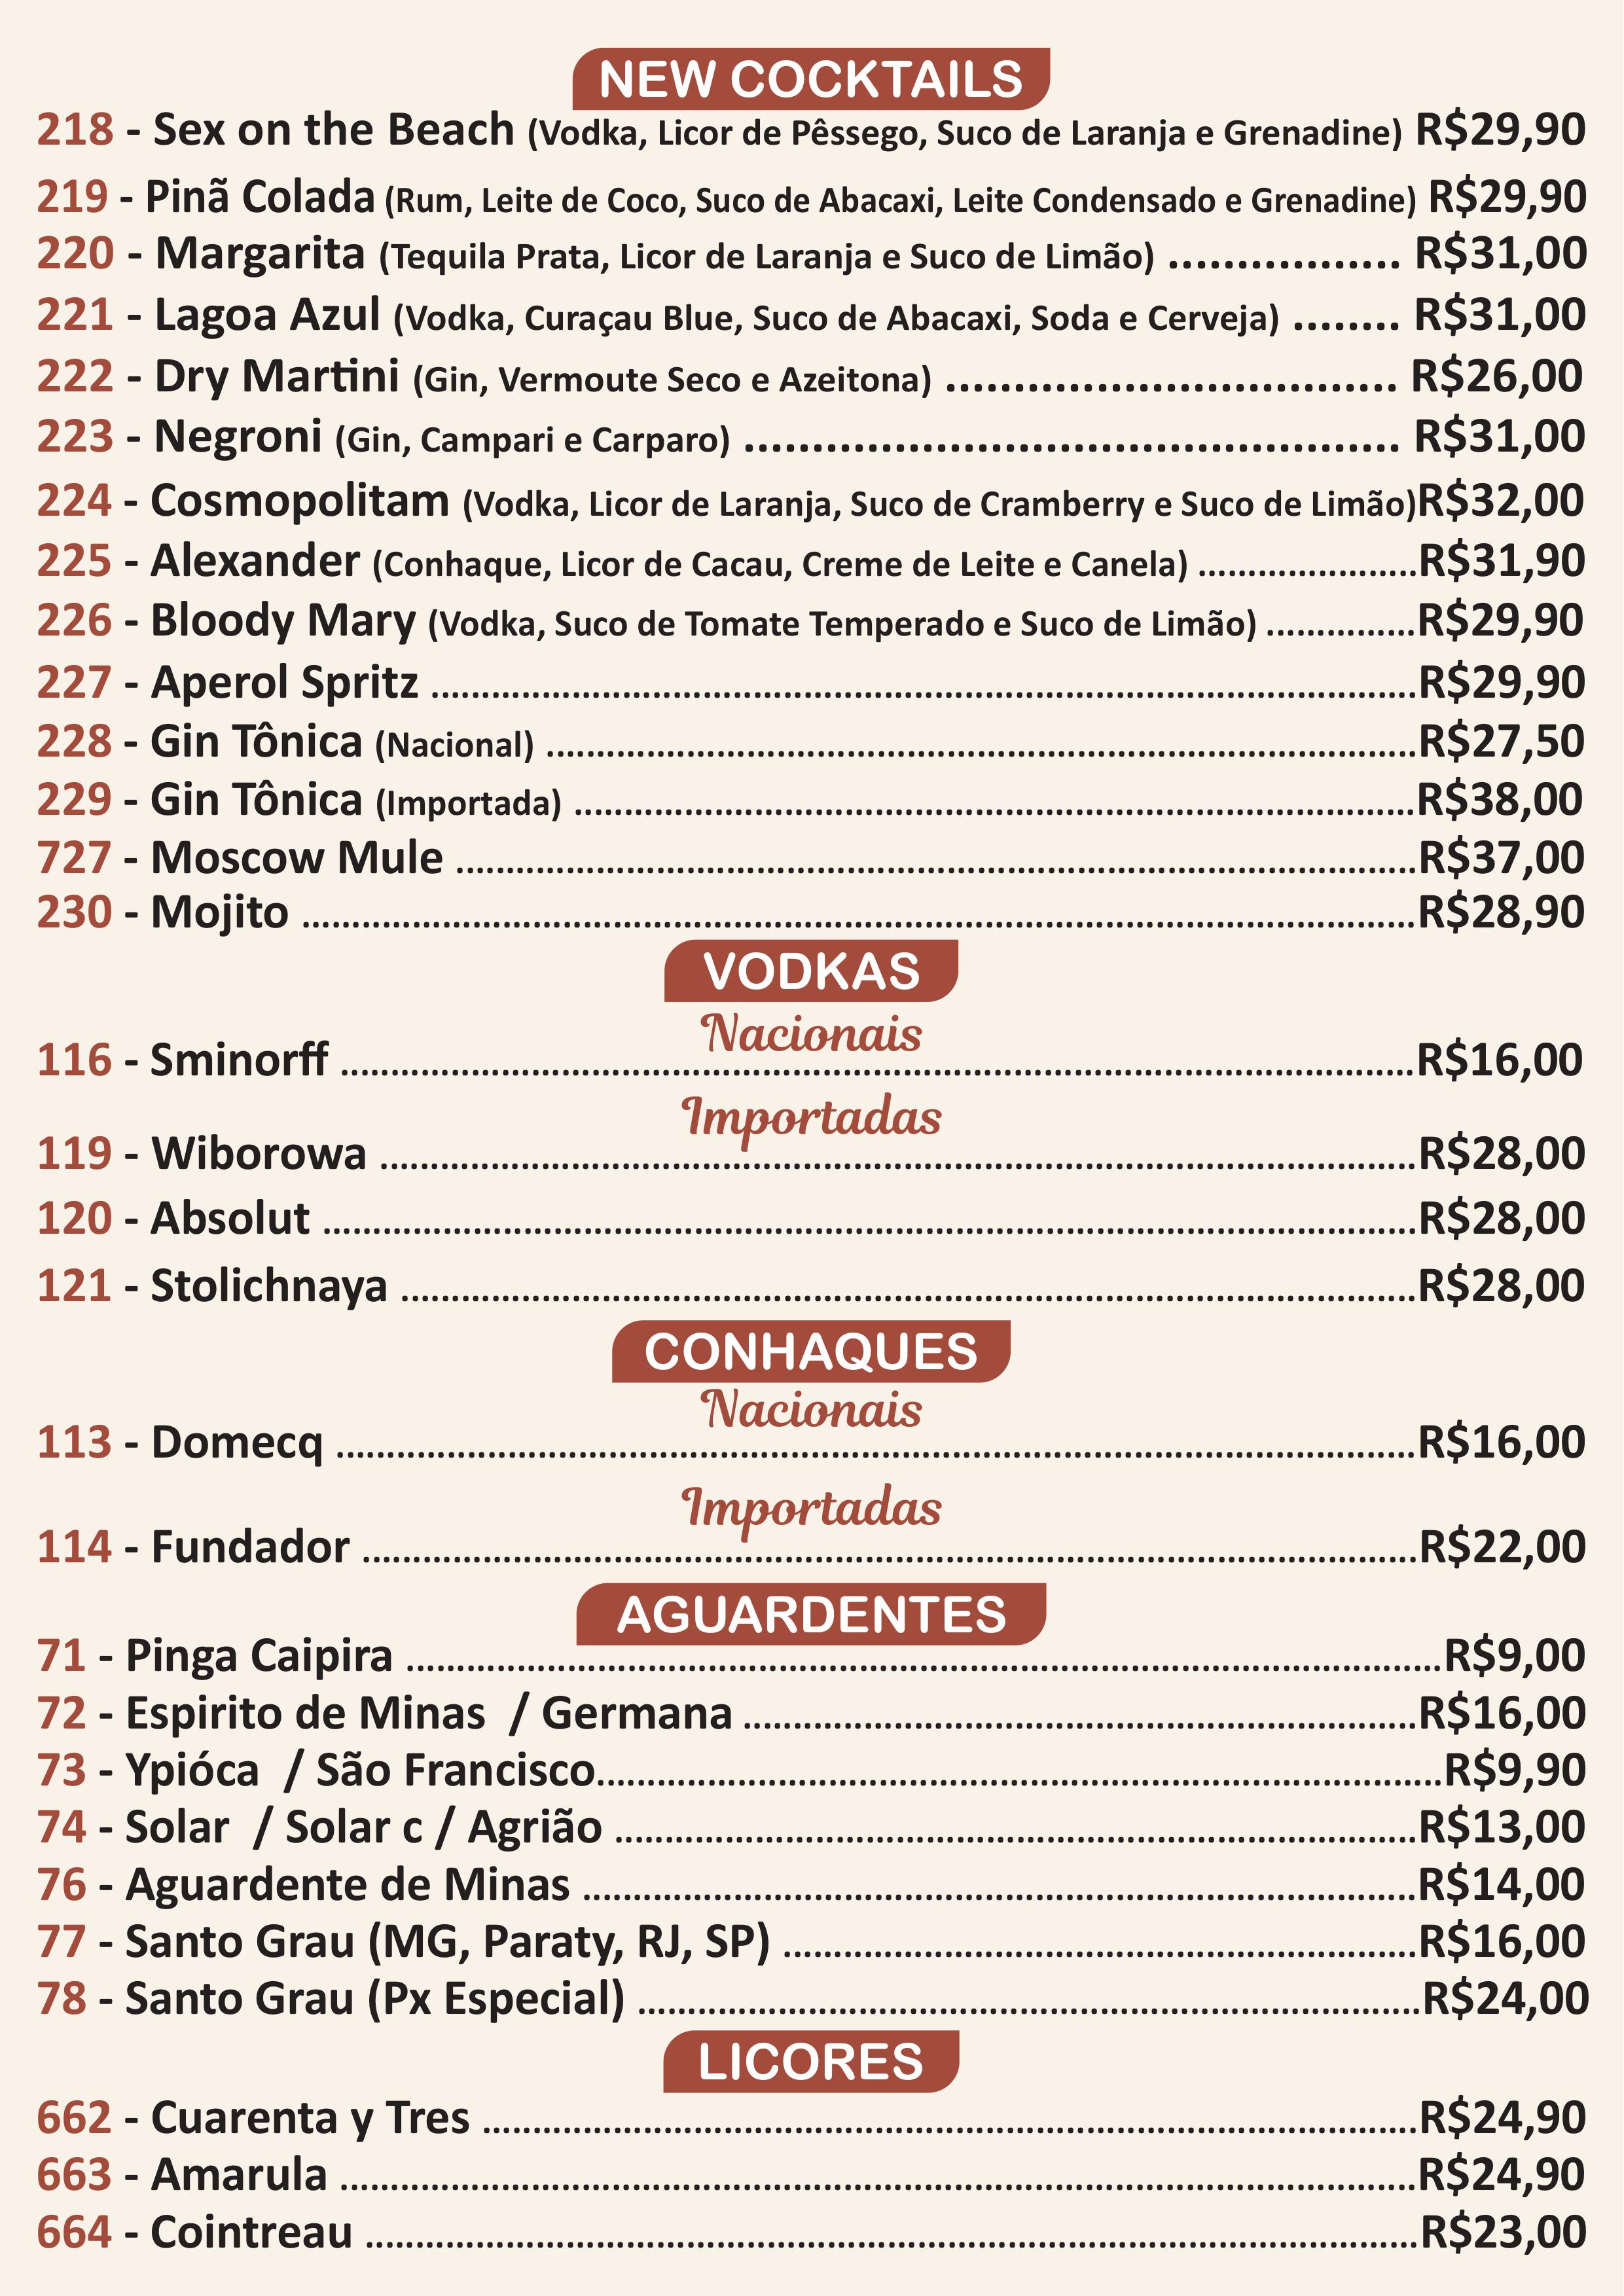 NEW COCKTAILS
218 - Sex on the Beach (Vodka, Licor de Pêssego, Suco de Laranja e Grenadine) R$29,90
219 - Pinã Colada (Rum, Leite de Coco, Suco de Abacaxi, Leite Condensado e Grenadine) R$29,90
220 - Margarita (Tequila Prata, Licor de Laranja e Suco de Limão) ................. R$31,00
221 - Lagoa Azul (Vodka, Curaçau Blue, Suco de Abacaxi, Soda e Cerveja) ........ R$31,00
222 - Dry Martini (Gin, Vermoute Seco e Azeitona) ................................. R$26,00
223 - Negroni (Gin, Campari e Carparo) ................................................ R$31,00
224 - Cosmopolitam (Vodka, Licor de Laranja, Suco de Cramberry e Suco de Limão)R$32,00
225 - Alexander (Conhaque, Licor de Cacau, Creme de Leite e Canela) ......................R$31,90
226 - Bloody Mary (Vodka, Suco de Tomate Temperado e Suco de Limão) ...............R$29,90
227 - Aperol Spritz ....................................................................................................R$29,90
228 - Gin Tônica (Nacional) ........................................................................................R$27,50
229 - Gin Tônica (Importada) .....................................................................................R$38,00
727 - Moscow Mule .................................................................................................R$37,00
230 - Mojito ................................................................................................................R$28,90
VODKAS
Nacionais
116 - Sminorff ............................................................................................................R$16,00
Importadas
119 - Wiborowa ........................................................................................................R$28,00
120 - Absolut ..............................................................................................................R$28,00
121 - Stolichnaya ......................................................................................................R$28,00
CONHAQUES
Nacionais
113 - Domecq ............................................................................................................R$16,00
Importadas
114 - Fundador ..........................................................................................................R$22,00
AGUARDENTES
71 - Pinga Caipira ........................................................................................................R$9,00
72 - Espirito de Minas / Germana ....................................................................R$16,00
73 - Ypióca / São Francisco.....................................................................................R$9,90
74 - Solar / Solar c / Agrião .................................................................................R$13,00
76 - Aguardente de Minas ....................................................................................R$14,00
77 - Santo Grau (MG, Paraty, RJ, SP) ................................................................R$16,00
78 - Santo Grau (Px Especial) ...............................................................................R$24,00
LICORES
662 - Cuarenta y Tres ..............................................................................................R$24,90
663 - Amarula ............................................................................................................R$24,90
664 - Cointreau ..........................................................................................................R$23,00